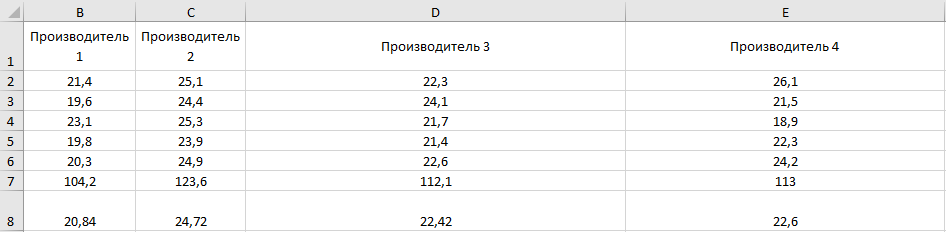 B C D E
1 Производитель 1 Производитель 2 Производитель 3 Производитель 4
2 21,4 25,1 22,3 26,1
3 19,6 24,4 24,1 21,5
4 23,1 25,3 21,7 18,9
5 19,8 23,9 21,4 22,3
6 20,3 24,9 22,6 24,2
7 104,2 123,6 112,1 113
8 20,84 24,72 22,42 22,6